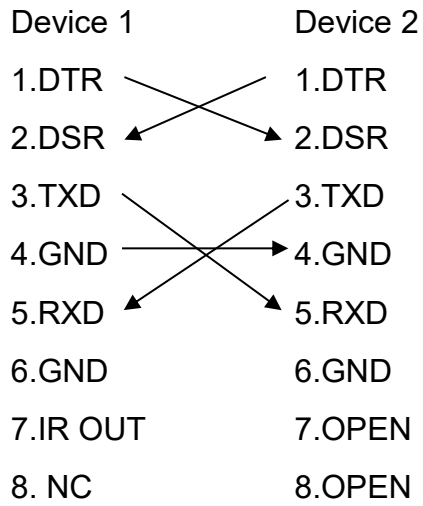 Device 1 Device 2
1.DTR 1.DTR
2.DSR 2.DSR
3.TXD 3.TXD
4.GND 4.GND
5.RXD 5.RXD
6.GND 6.GND
7.IR OUT 7.OPEN
8. NC 8.OPEN